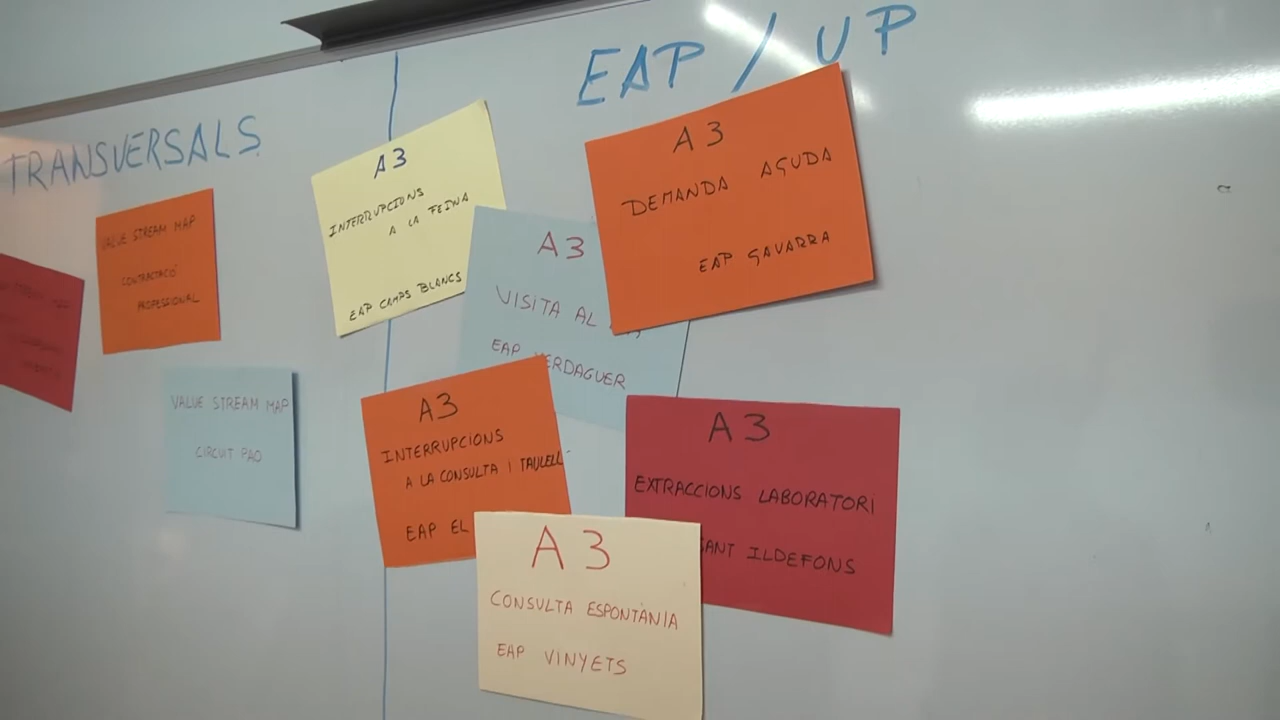 TRANSVERSALS
VALUE STREAM MAP
CONTRACTACIÓ
PROFESSIONAL
VALUE STREAM MAP
CIRCUIT PAO
EAP / UP
A3
INTERRUPCIONS
A LA FEINA
EAP CAMPS BLANCS
A3
VISITA AL
EAP VERDAGUER
A3
DEMANDA AGUDA
EAP GAVARRA
A3
INTERRUPCIONS
A LA CONSULTA I TAULELL
EAP EL
A3
EXTRACCIONS LABORATORI
SANT ILDEFONS
A3
CONSULTA ESPONTÀNIA
EAP VINYETS